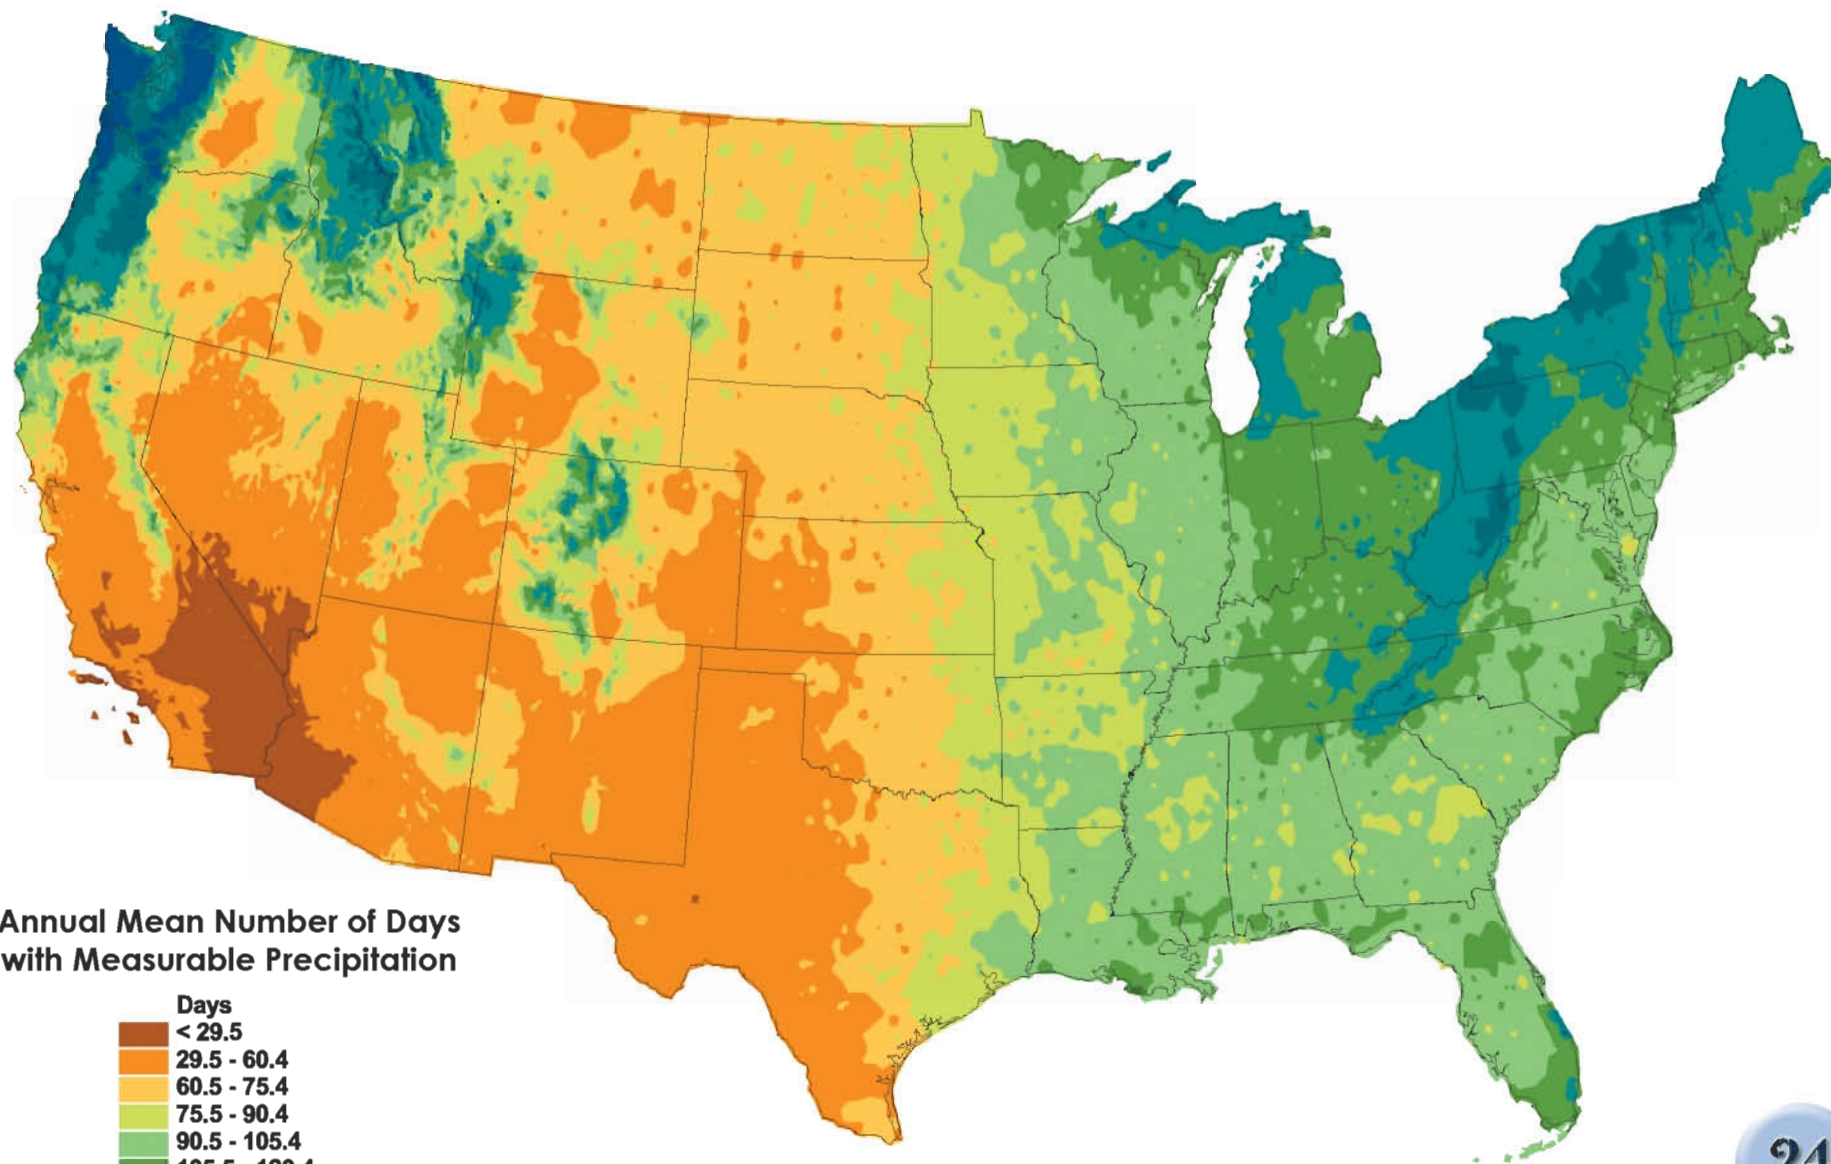 Annual Mean Number of Days
with Measurable Precipitation
Days
< 29.5
29.5 - 60.4
60.5 - 75.4
75.5 - 90.4
90.5 - 105.4
24